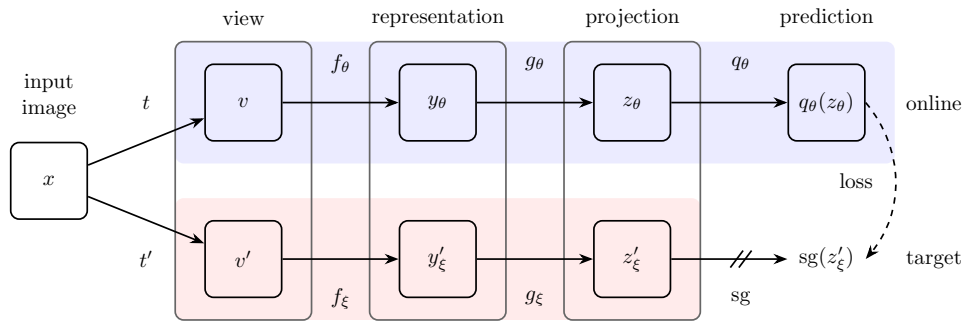 view representation projection prediction
input
image
t f_θ g_θ q_θ
v y_θ z_θ q_θ(z_θ) online
x
loss
t′ v′ y′_ξ z′_ξ sg(z′_ξ) target
f_ξ g_ξ sg